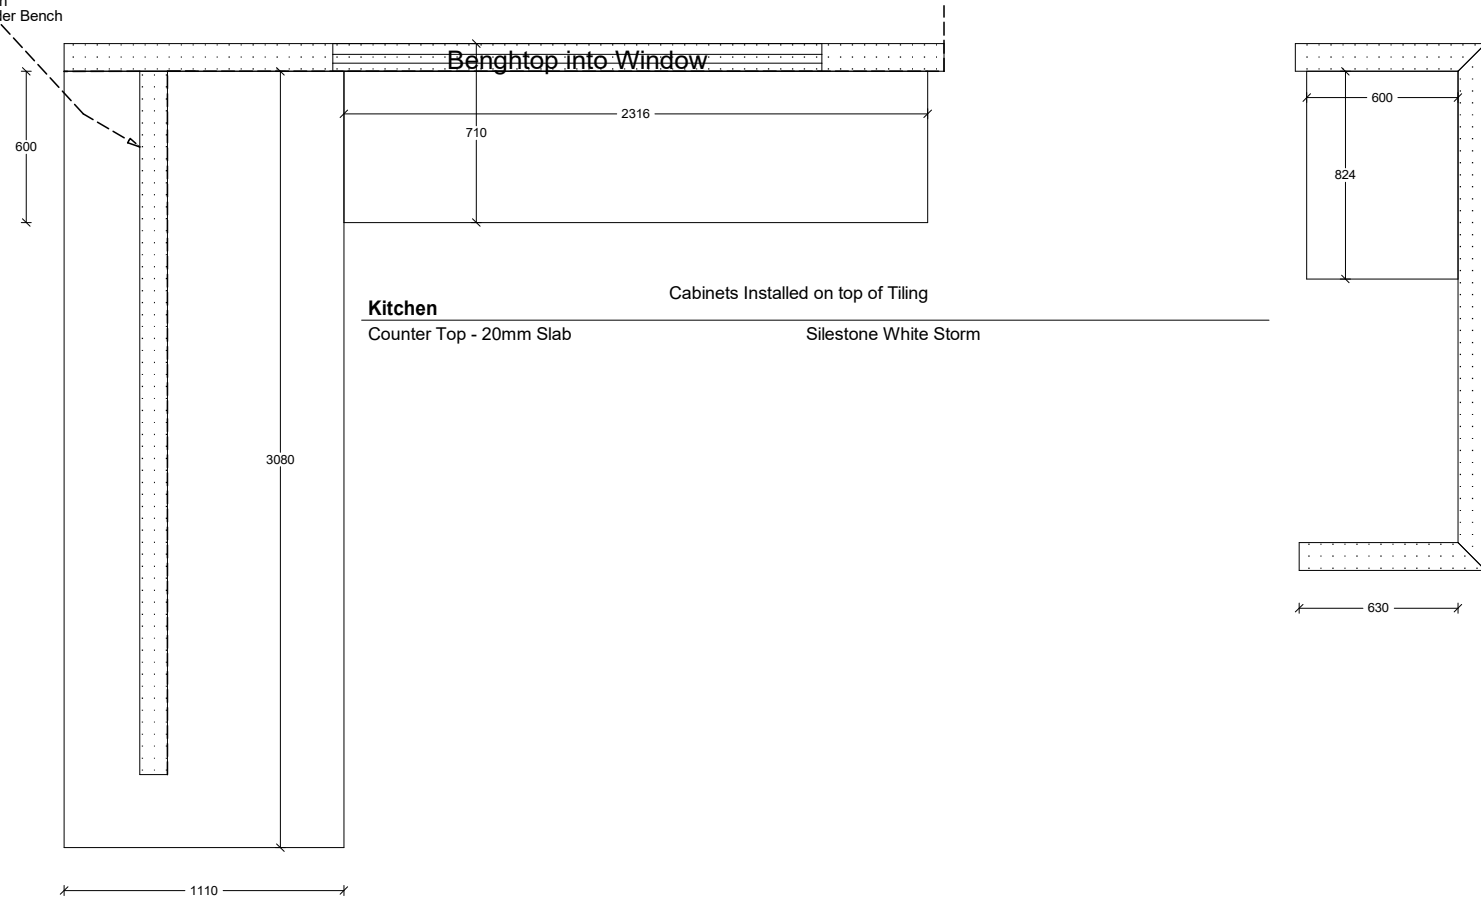 der Bench
Benghtop into Window
600
2316
710
600
824
Cabinets Installed on top of Tiling
Kitchen
Counter Top - 20mm Slab
Silestone White Storm
3080
630
1110